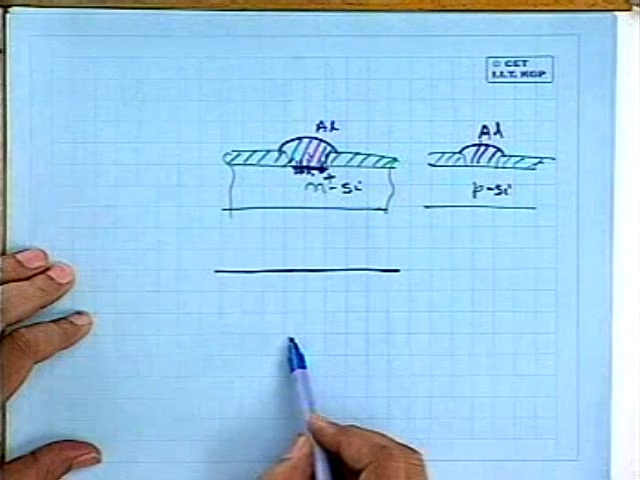 © CET
I.I.T. KGP
Al
Al
n⁺-Si
p-Si